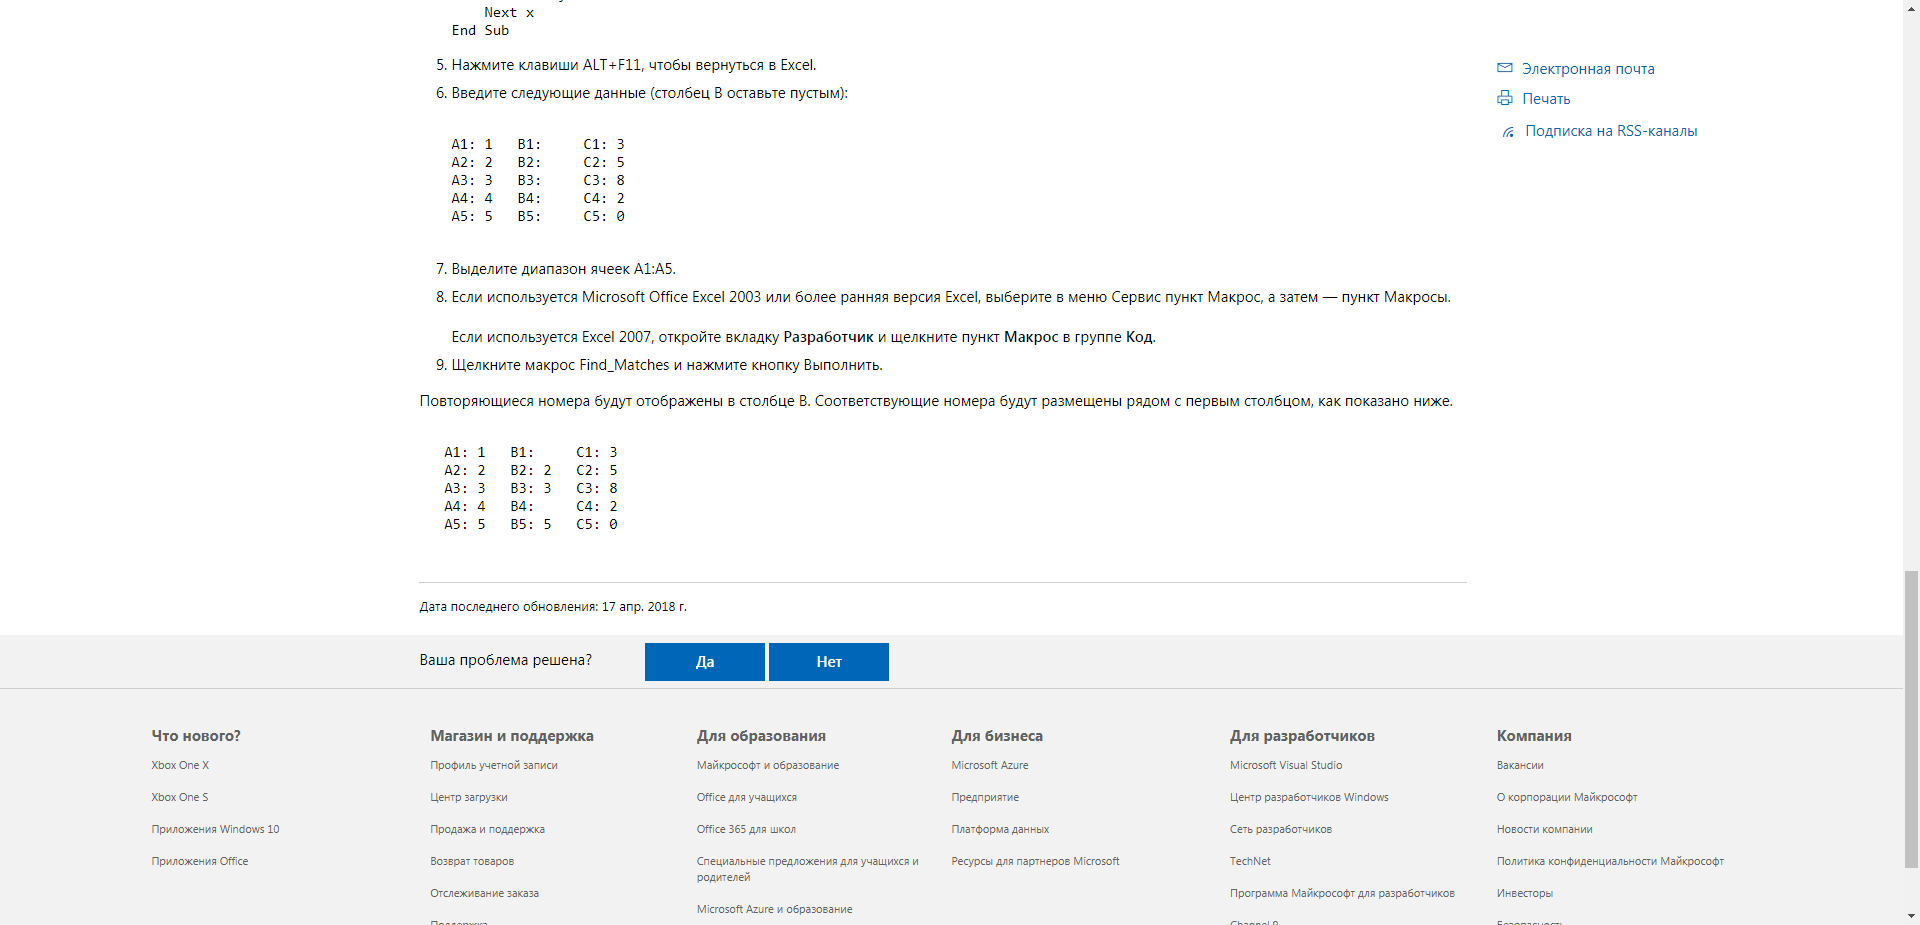 Next x
End Sub
5. Нажмите клавиши ALT+F11, чтобы вернуться в Excel.
6. Введите следующие данные (столбец B оставьте пустым):
A1: 1   B1:     C1: 3
A2: 2   B2:     C2: 5
A3: 3   B3:     C3: 8
A4: 4   B4:     C4: 2
A5: 5   B5:     C5: 0
7. Выделите диапазон ячеек A1:A5.
8. Если используется Microsoft Office Excel 2003 или более ранняя версия Excel, выберите в меню Сервис пункт Макрос, а затем — пункт Макросы.
Если используется Excel 2007, откройте вкладку Разработчик и щелкните пункт Макрос в группе Код.
9. Щелкните макрос Find_Matches и нажмите кнопку Выполнить.
Повторяющиеся номера будут отображены в столбце B. Соответствующие номера будут размещены рядом с первым столбцом, как показано ниже.
A1: 1   B1:     C1: 3
A2: 2   B2: 2   C2: 5
A3: 3   B3: 3   C3: 8
A4: 4   B4:     C4: 2
A5: 5   B5: 5   C5: 0
Дата последнего обновления: 17 апр. 2018 г.
Электронная почта
Печать
Подписка на RSS-каналы
Ваша проблема решена?
Да
Нет
Что нового?
Xbox One X
Xbox One S
Приложения Windows 10
Приложения Office
Магазин и поддержка
Профиль учетной записи
Центр загрузки
Продажа и поддержка
Возврат товаров
Отслеживание заказа
Поддержка
Для образования
Майкрософт и образование
Office для учащихся
Office 365 для школ
Специальные предложения для учащихся и
родителей
Microsoft Azure и образование
Для бизнеса
Microsoft Azure
Предприятие
Платформа данных
Ресурсы для партнеров Microsoft
Для разработчиков
Microsoft Visual Studio
Центр разработчиков Windows
Сеть разработчиков
TechNet
Программа Майкрософт для разработчиков
Channel 9
Компания
Вакансии
О корпорации Майкрософт
Новости компании
Политика конфиденциальности Майкрософт
Инвесторы
Безопасность